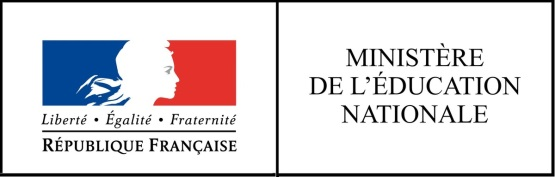 Liberté • Égalité • Fraternité
RÉPUBLIQUE FRANÇAISE
MINISTÈRE
DE L'ÉDUCATION
NATIONALE